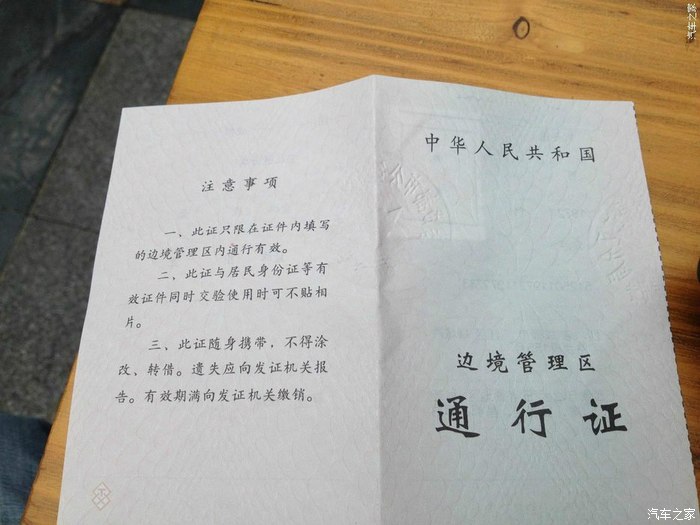 注意事项
一、此证只限在证件内填写
的边境管理区内通行有效。
二、此证与居民身份证等有
效证件同时交验使用时可不贴相
片。
三、此证随身携带，不得涂
改、转借。遗失应向发证机关报
告。有效期满向发证机关缴销。
中华人民共和国
边境管理区
通行证
汽车之家